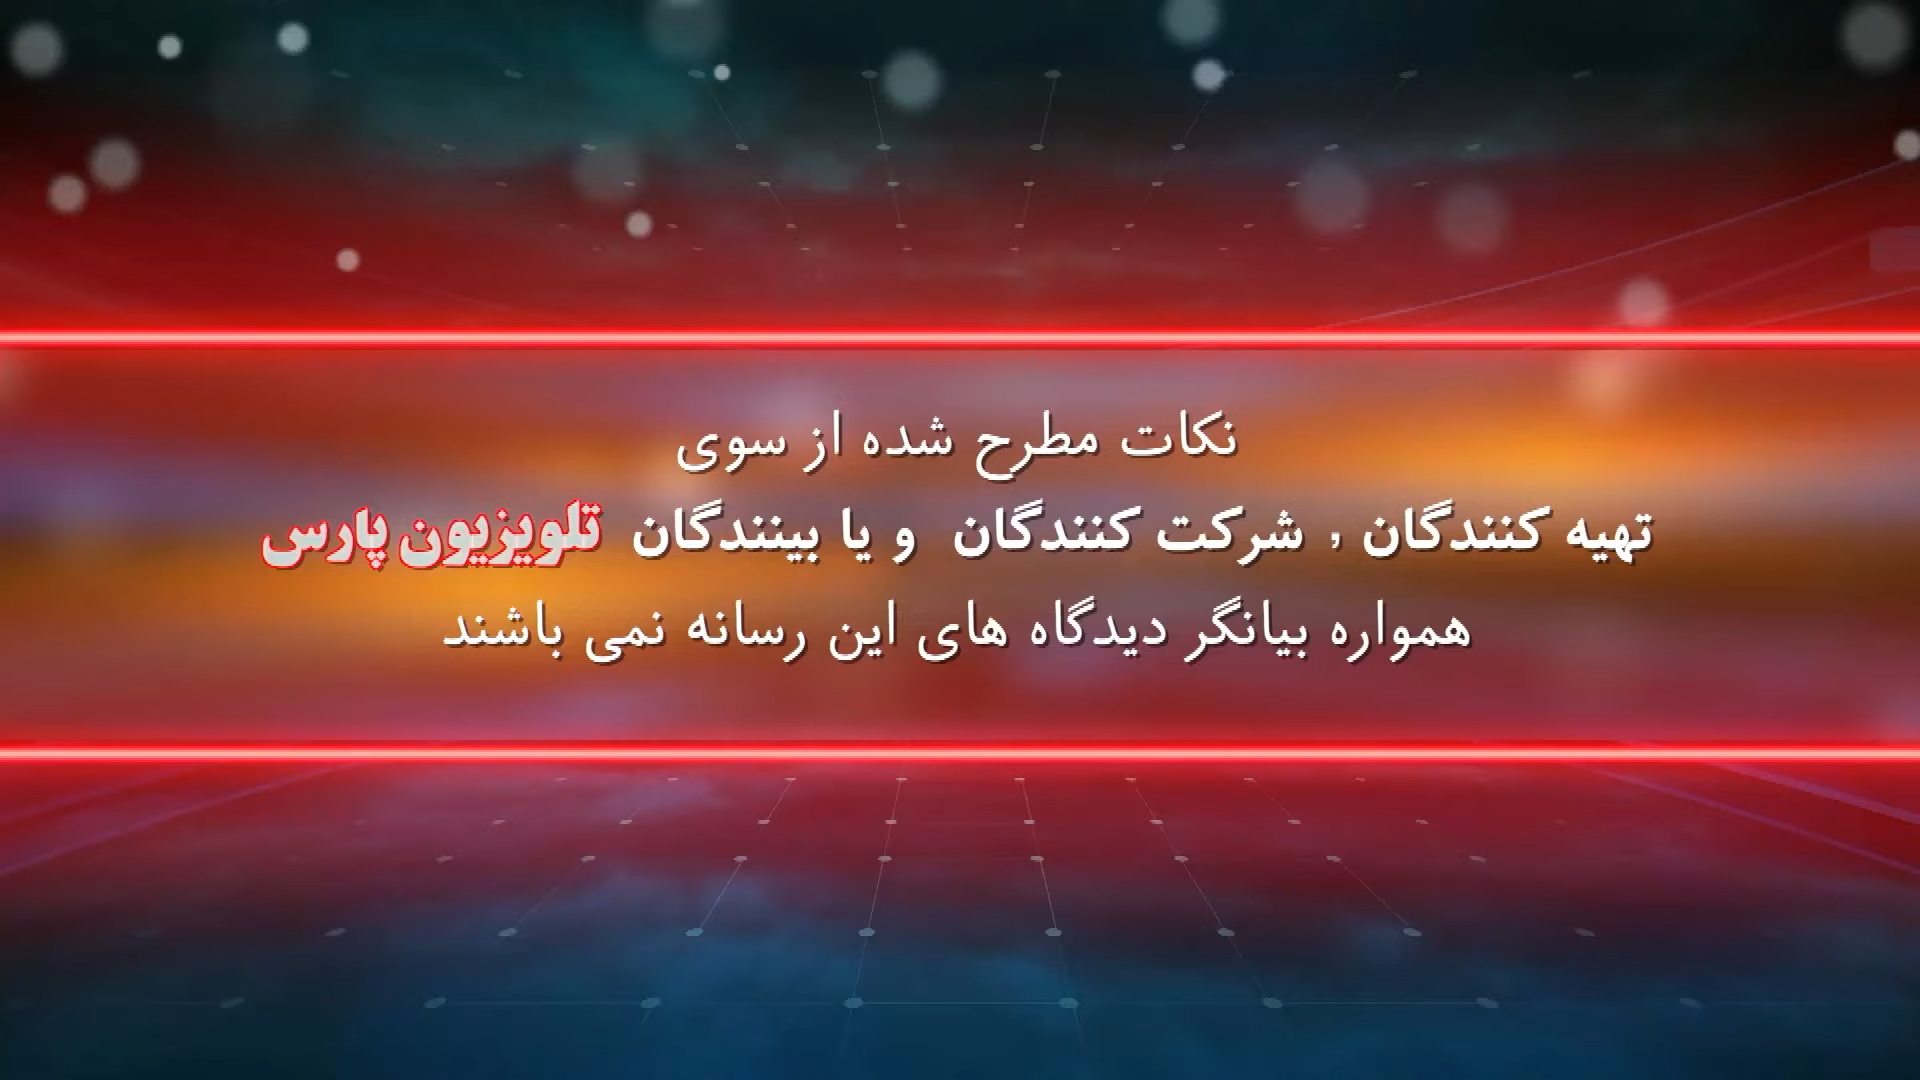 نکات مطرح شده از سوی
تهیه کنندگان , شرکت کنندگان و یا بینندگان تلویزیون پارس
همواره بیانگر دیدگاه های این رسانه نمی باشند